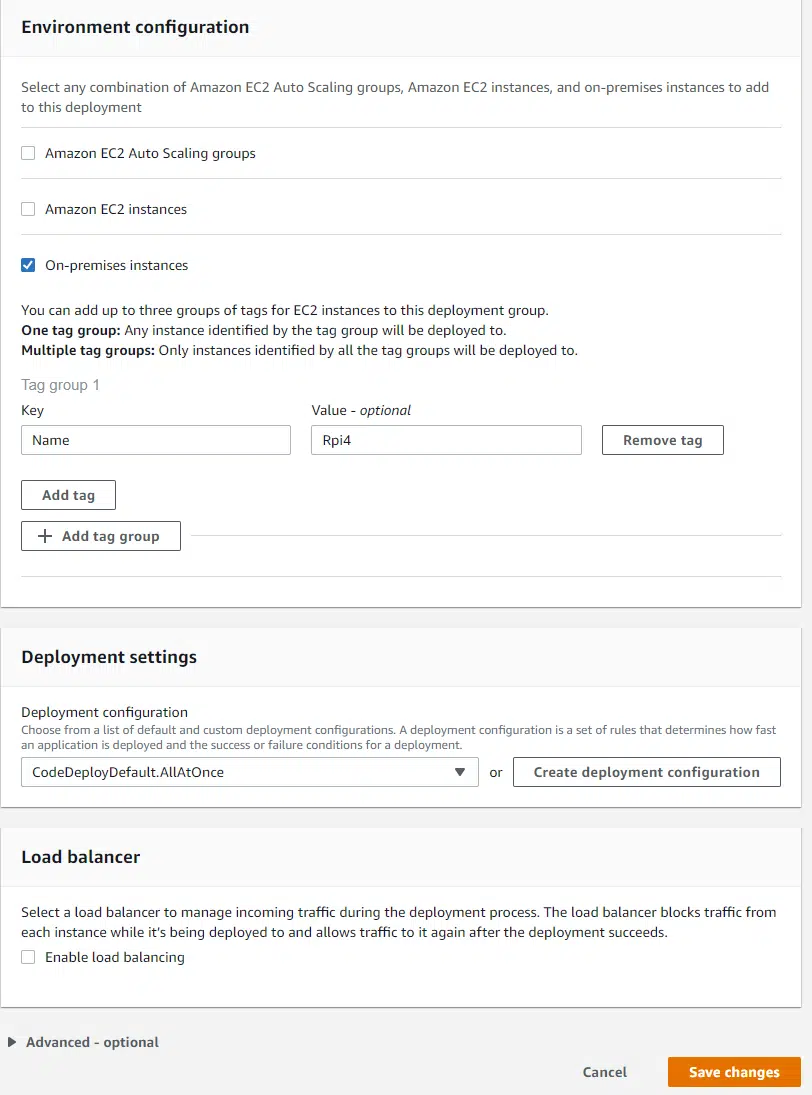 Environment configuration
Select any combination of Amazon EC2 Auto Scaling groups, Amazon EC2 instances, and on-premises instances to add
to this deployment
Amazon EC2 Auto Scaling groups
Amazon EC2 instances
On-premises instances
You can add up to three groups of tags for EC2 instances to this deployment group.
One tag group: Any instance identified by the tag group will be deployed to.
Multiple tag groups: Only instances identified by all the tag groups will be deployed to.
Tag group 1
Key Value - optional
Name Rpi4 Remove tag
Add tag
Add tag group
Deployment settings
Deployment configuration
Choose from a list of default and custom deployment configurations. A deployment configuration is a set of rules that determines how fast
an application is deployed and the success or failure conditions for a deployment.
CodeDeployDefault.AllAtOnce or Create deployment configuration
Load balancer
Select a load balancer to manage incoming traffic during the deployment process. The load balancer blocks traffic from
each instance while it's being deployed to and allows traffic to it again after the deployment succeeds.
Enable load balancing
Advanced - optional
Cancel Save changes